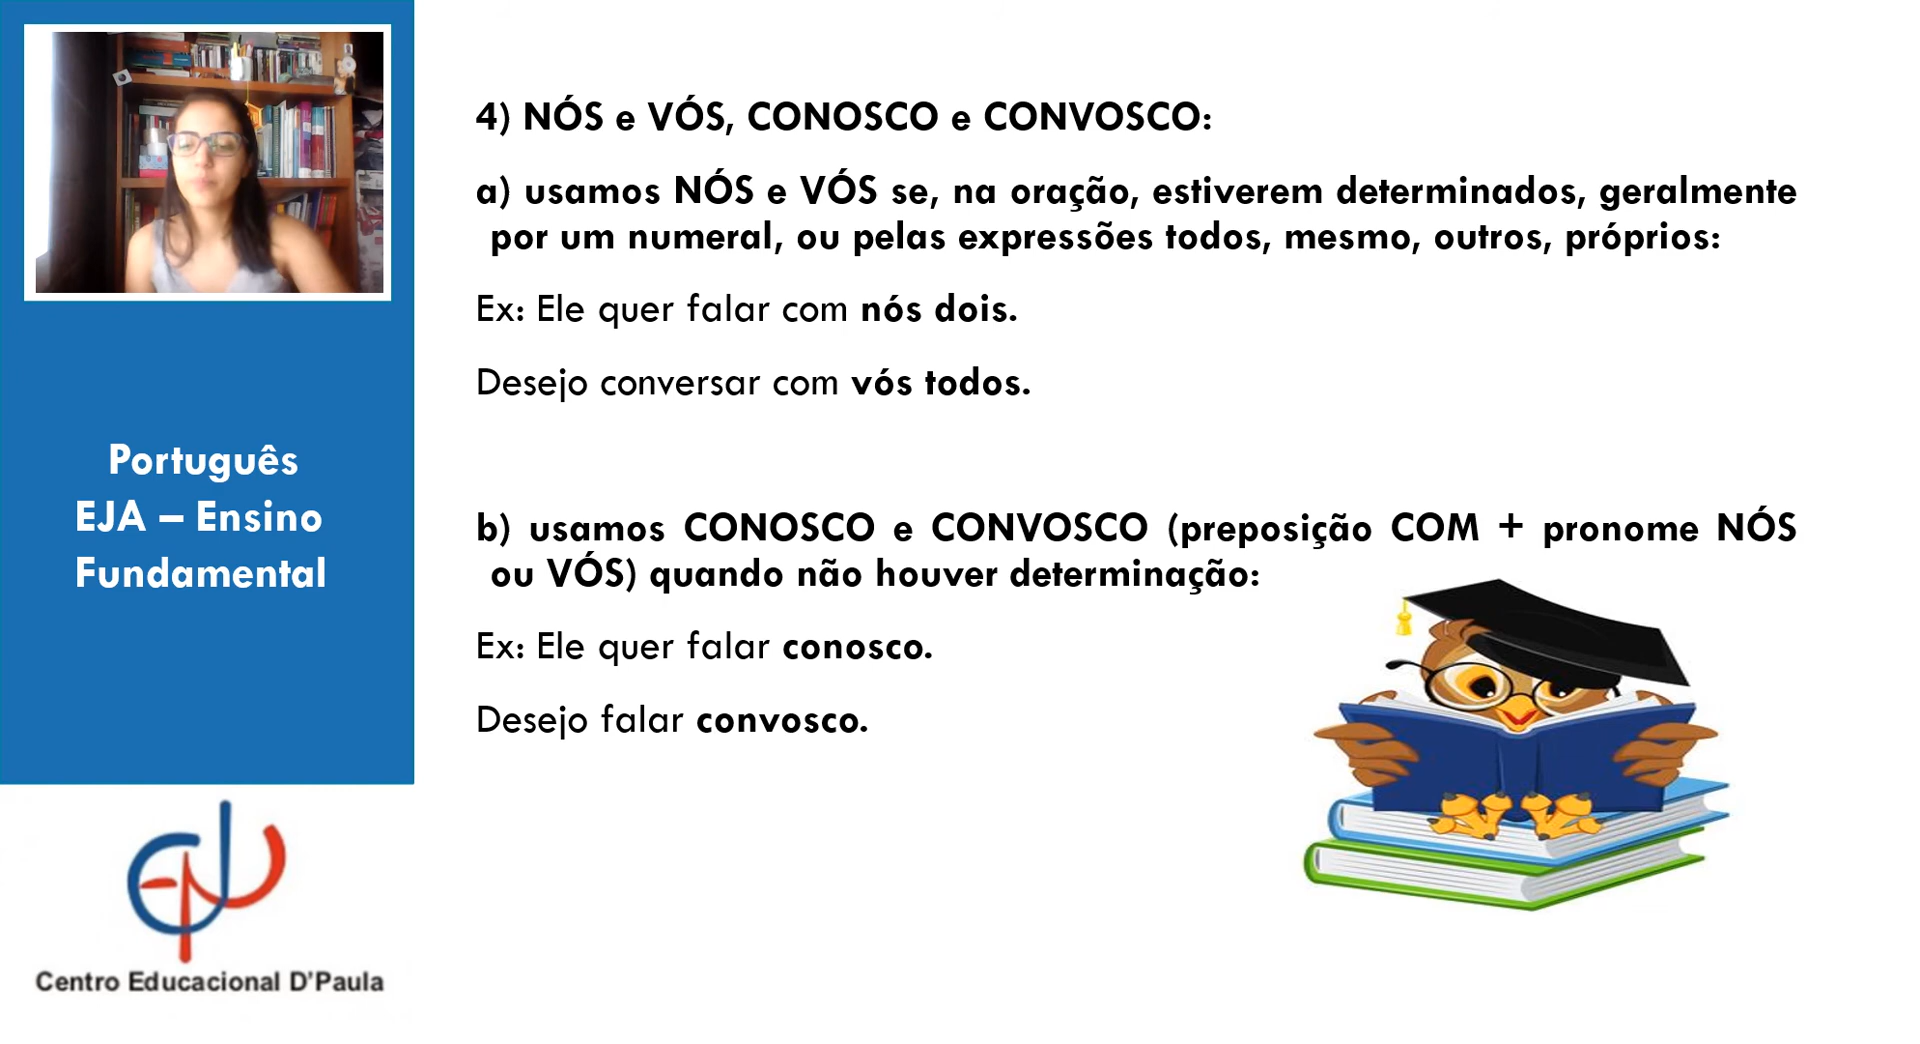 4) NÓS e VÓS, CONOSCO e CONVOSCO:
a) usamos NÓS e VÓS se, na oração, estiverem determinados, geralmente
por um numeral, ou pelas expressões todos, mesmo, outros, próprios:
Ex: Ele quer falar com nós dois.
Desejo conversar com vós todos.
b) usamos CONOSCO e CONVOSCO (preposição COM + pronome NÓS
ou VÓS) quando não houver determinação:
Ex: Ele quer falar conosco.
Desejo falar convosco.
Português
EJA – Ensino
Fundamental
Centro Educacional D'Paula